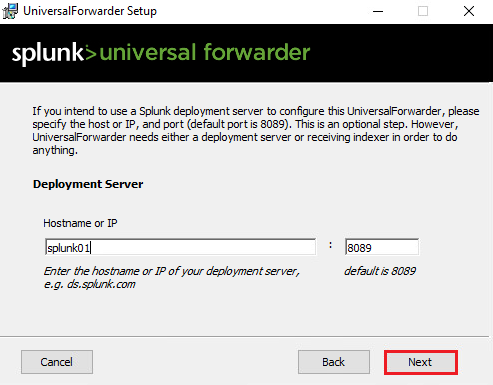 UniversalForwarder Setup
splunk> universal forwarder
If you intend to use a Splunk deployment server to configure this UniversalForwarder, please
specify the host or IP, and port (default port is 8089). This is an optional step. However,
UniversalForwarder needs either a deployment server or receiving indexer in order to do
anything.
Deployment Server
Hostname or IP
splunk01 : 8089
Enter the hostname or IP of your deployment server, default is 8089
e.g. ds.splunk.com
Cancel Back Next